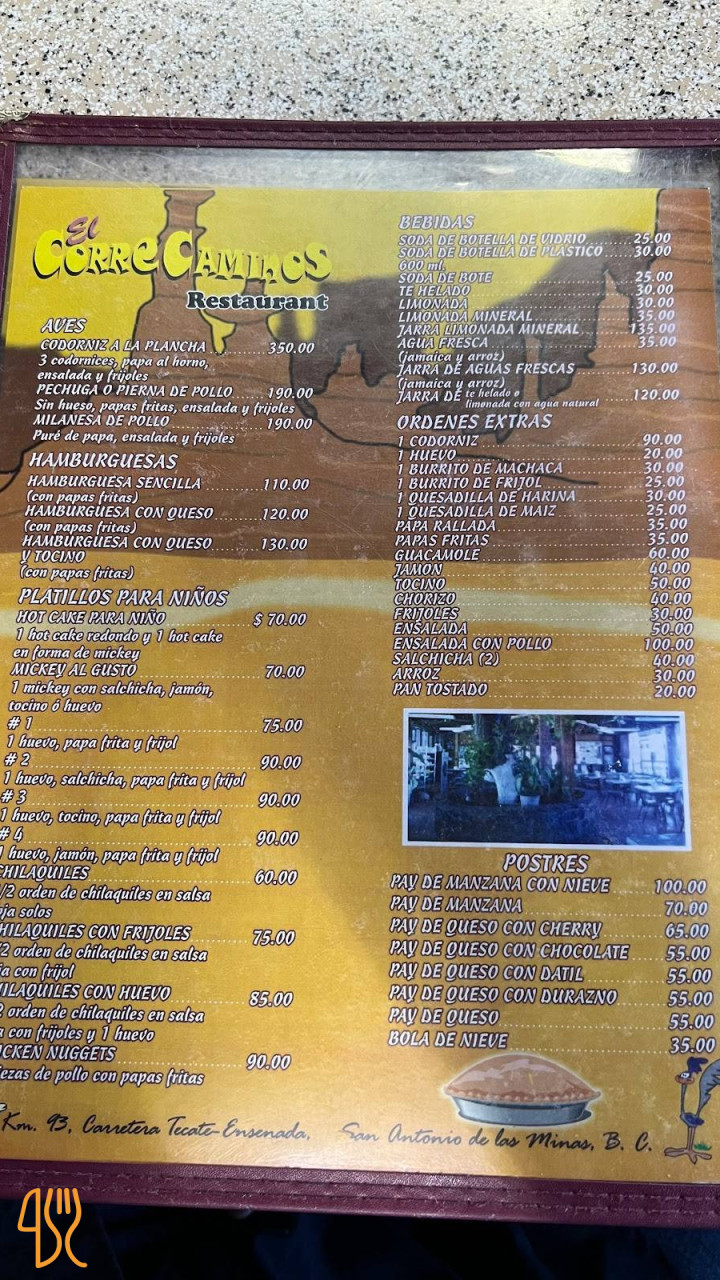 El
CORRE CAMINOS
Restaurant
AVES
CODORNIZ A LA PLANCHA 350.00
3 codornices, papa al horno,
ensalada y frijoles
PECHUGA O PIERNA DE POLLO 190.00
Sin hueso, papas fritas, ensalada y frijoles
MILANESA DE POLLO 190.00
Puré de papa, ensalada y frijoles
HAMBURGUESAS
HAMBURGUESA SENCILLA 110.00
(con papas fritas)
HAMBURGUESA CON QUESO 120.00
(con papas fritas)
HAMBURGUESA CON QUESO 130.00
Y TOCINO
(con papas fritas)
PLATILLOS PARA NIÑOS
HOT CAKE PARA NIÑO $ 70.00
1 hot cake redondo y 1 hot cake
en forma de mickey
MICKEY AL GUSTO 70.00
1 mickey con salchicha, jamón,
tocino ó huevo
# 1 75.00
1 huevo, papa frita y frijol
# 2 90.00
1 huevo, salchicha, papa frita y frijol
# 3 90.00
1 huevo, tocino, papa frita y frijol
# 4 90.00
1 huevo, jamón, papa frita y frijol
CHILAQUILES 60.00
1/2 orden de chilaquiles en salsa
oja solos
CHILAQUILES CON FRIJOLES 75.00
/2 orden de chilaquiles en salsa
ja con frijol
HILAQUILES CON HUEVO 85.00
2 orden de chilaquiles en salsa
a con frijoles y 1 huevo
ICKEN NUGGETS 90.00
iezas de pollo con papas fritas
BEBIDAS
SODA DE BOTELLA DE VIDRIO 25.00
SODA DE BOTELLA DE PLASTICO 30.00
600 ml.
SODA DE BOTE 25.00
TE HELADO 30.00
LIMONADA 30.00
LIMONADA MINERAL 35.00
JARRA LIMONADA MINERAL 135.00
AGUA FRESCA 35.00
(jamaica y arroz)
JARRA DE AGUAS FRESCAS 130.00
(jamaica y arroz)
JARRA DE te helado o 120.00
limonada con agua natural
ORDENES EXTRAS
1 CODORNIZ 90.00
1 HUEVO 20.00
1 BURRITO DE MACHACA 30.00
1 BURRITO DE FRIJOL 25.00
1 QUESADILLA DE HARINA 30.00
1 QUESADILLA DE MAIZ 25.00
PAPA RALLADA 35.00
PAPAS FRITAS 35.00
GUACAMOLE 60.00
JAMON 40.00
TOCINO 50.00
CHORIZO 40.00
FRIJOLES 30.00
ENSALADA 50.00
ENSALADA CON POLLO 100.00
SALCHICHA (2) 40.00
ARROZ 30.00
PAN TOSTADO 20.00
POSTRES
PAY DE MANZANA CON NIEVE 100.00
PAY DE MANZANA 70.00
PAY DE QUESO CON CHERRY 65.00
PAY DE QUESO CON CHOCOLATE 55.00
PAY DE QUESO CON DATIL 55.00
PAY DE QUESO CON DURAZNO 55.00
PAY DE QUESO 55.00
BOLA DE NIEVE 35.00
Km. 93, Carretera Tecate-Ensenada, San Antonio de las Minas, B. C.